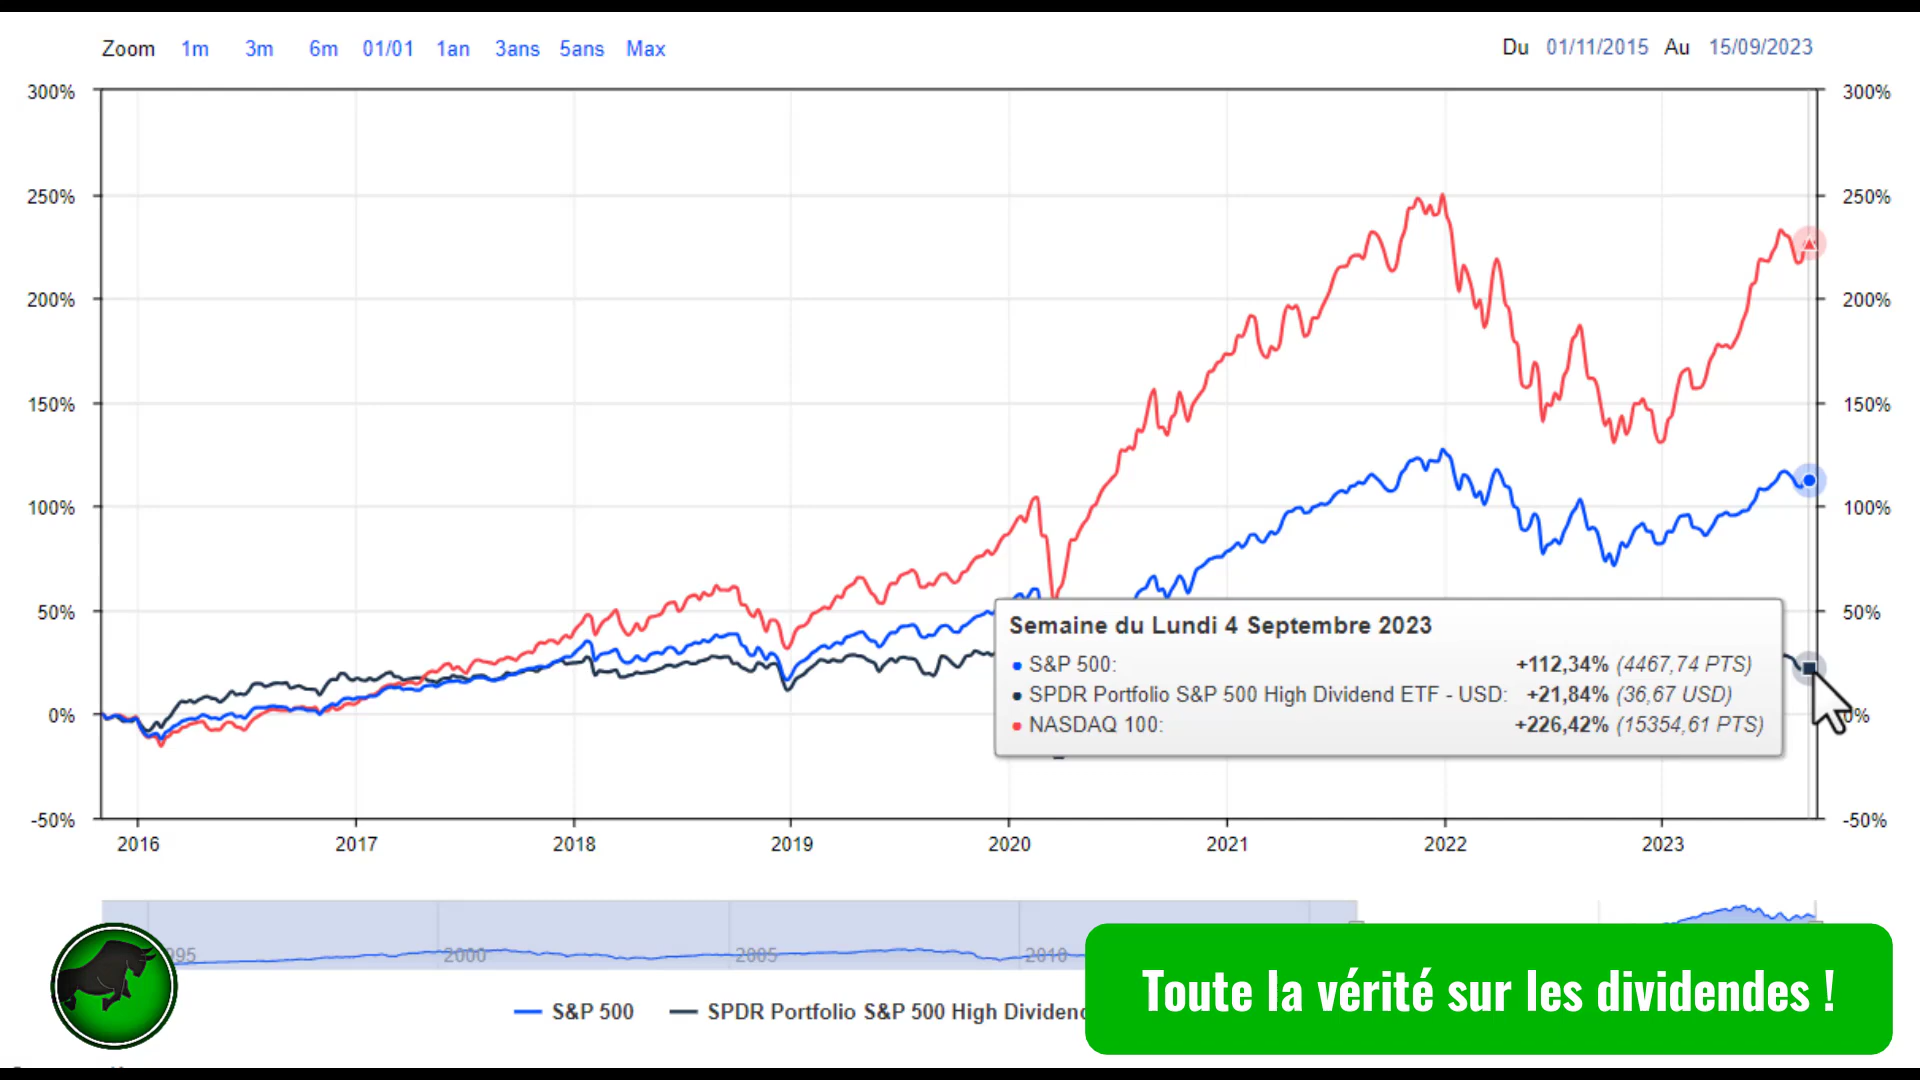 Zoom 1m 3m 6m 01/01 1an 3ans 5ans Max Du 01/11/2015 Au 15/09/2023
300% 300%
250% 250%
200% 200%
150% 150%
100% 100%
50% 50%
Semaine du Lundi 4 Septembre 2023
S&P 500: +112,34% (4467,74 PTS)
SPDR Portfolio S&P 500 High Dividend ETF - USD: +21,84% (36,67 USD)
NASDAQ 100: +226,42% (15354,61 PTS)
0% 0%
-50% -50%
2016 2017 2018 2019 2020 2021 2022 2023
95 2000 2005 2010
S&P 500 SPDR Portfolio S&P 500 High Dividend
Toute la vérité sur les dividendes !